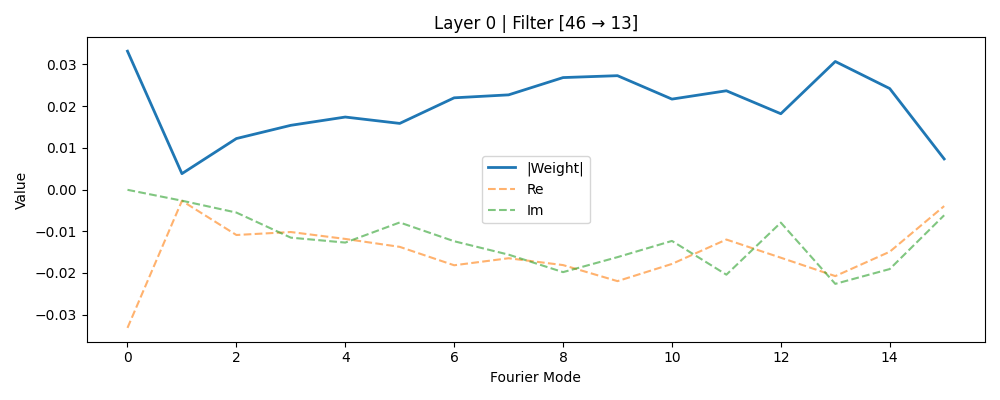 Layer 0 | Filter [46 → 13]
0.03
0.02
0.01
0.00
−0.01
−0.02
−0.03
Value
|Weight|
Re
Im
0 2 4 6 8 10 12 14
Fourier Mode